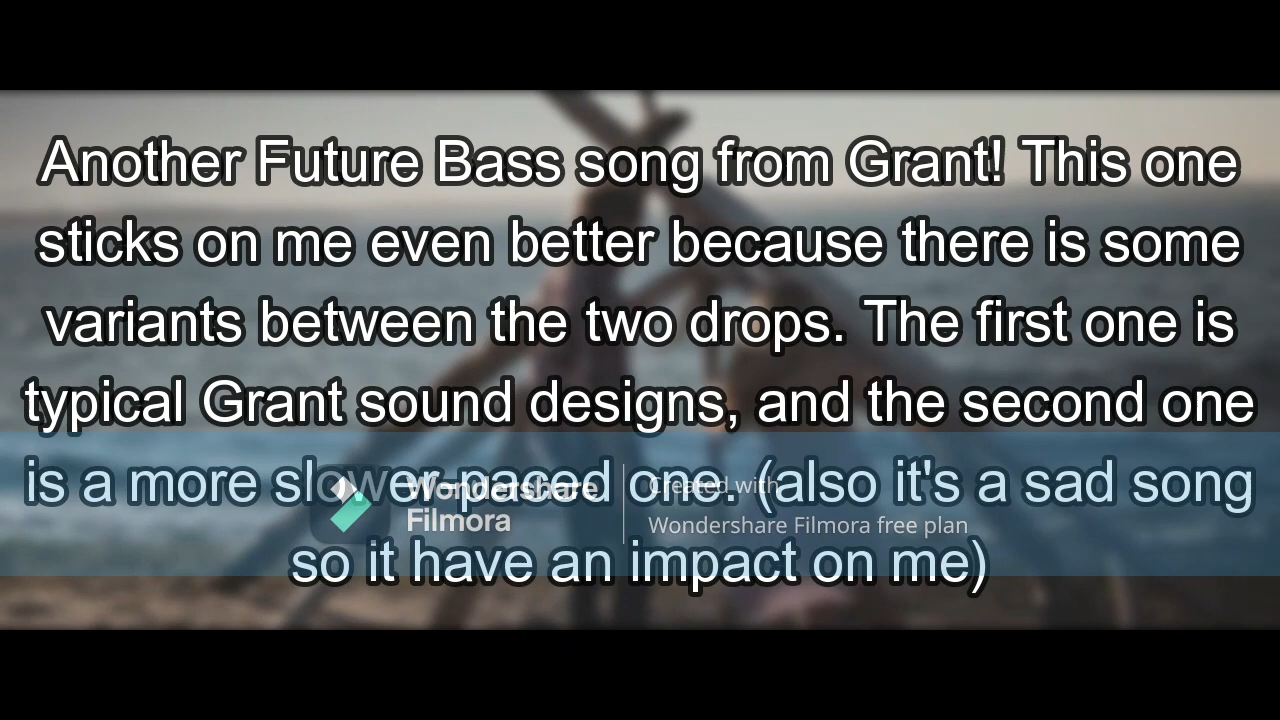 Another Future Bass song from Grant! This one
sticks on me even better because there is some
variants between the two drops. The first one is
typical Grant sound designs, and the second one
is a more slower-paced one. (also it's a sad song
so it have an impact on me)
Wondershare
Filmora
Created with
Wondershare Filmora free plan